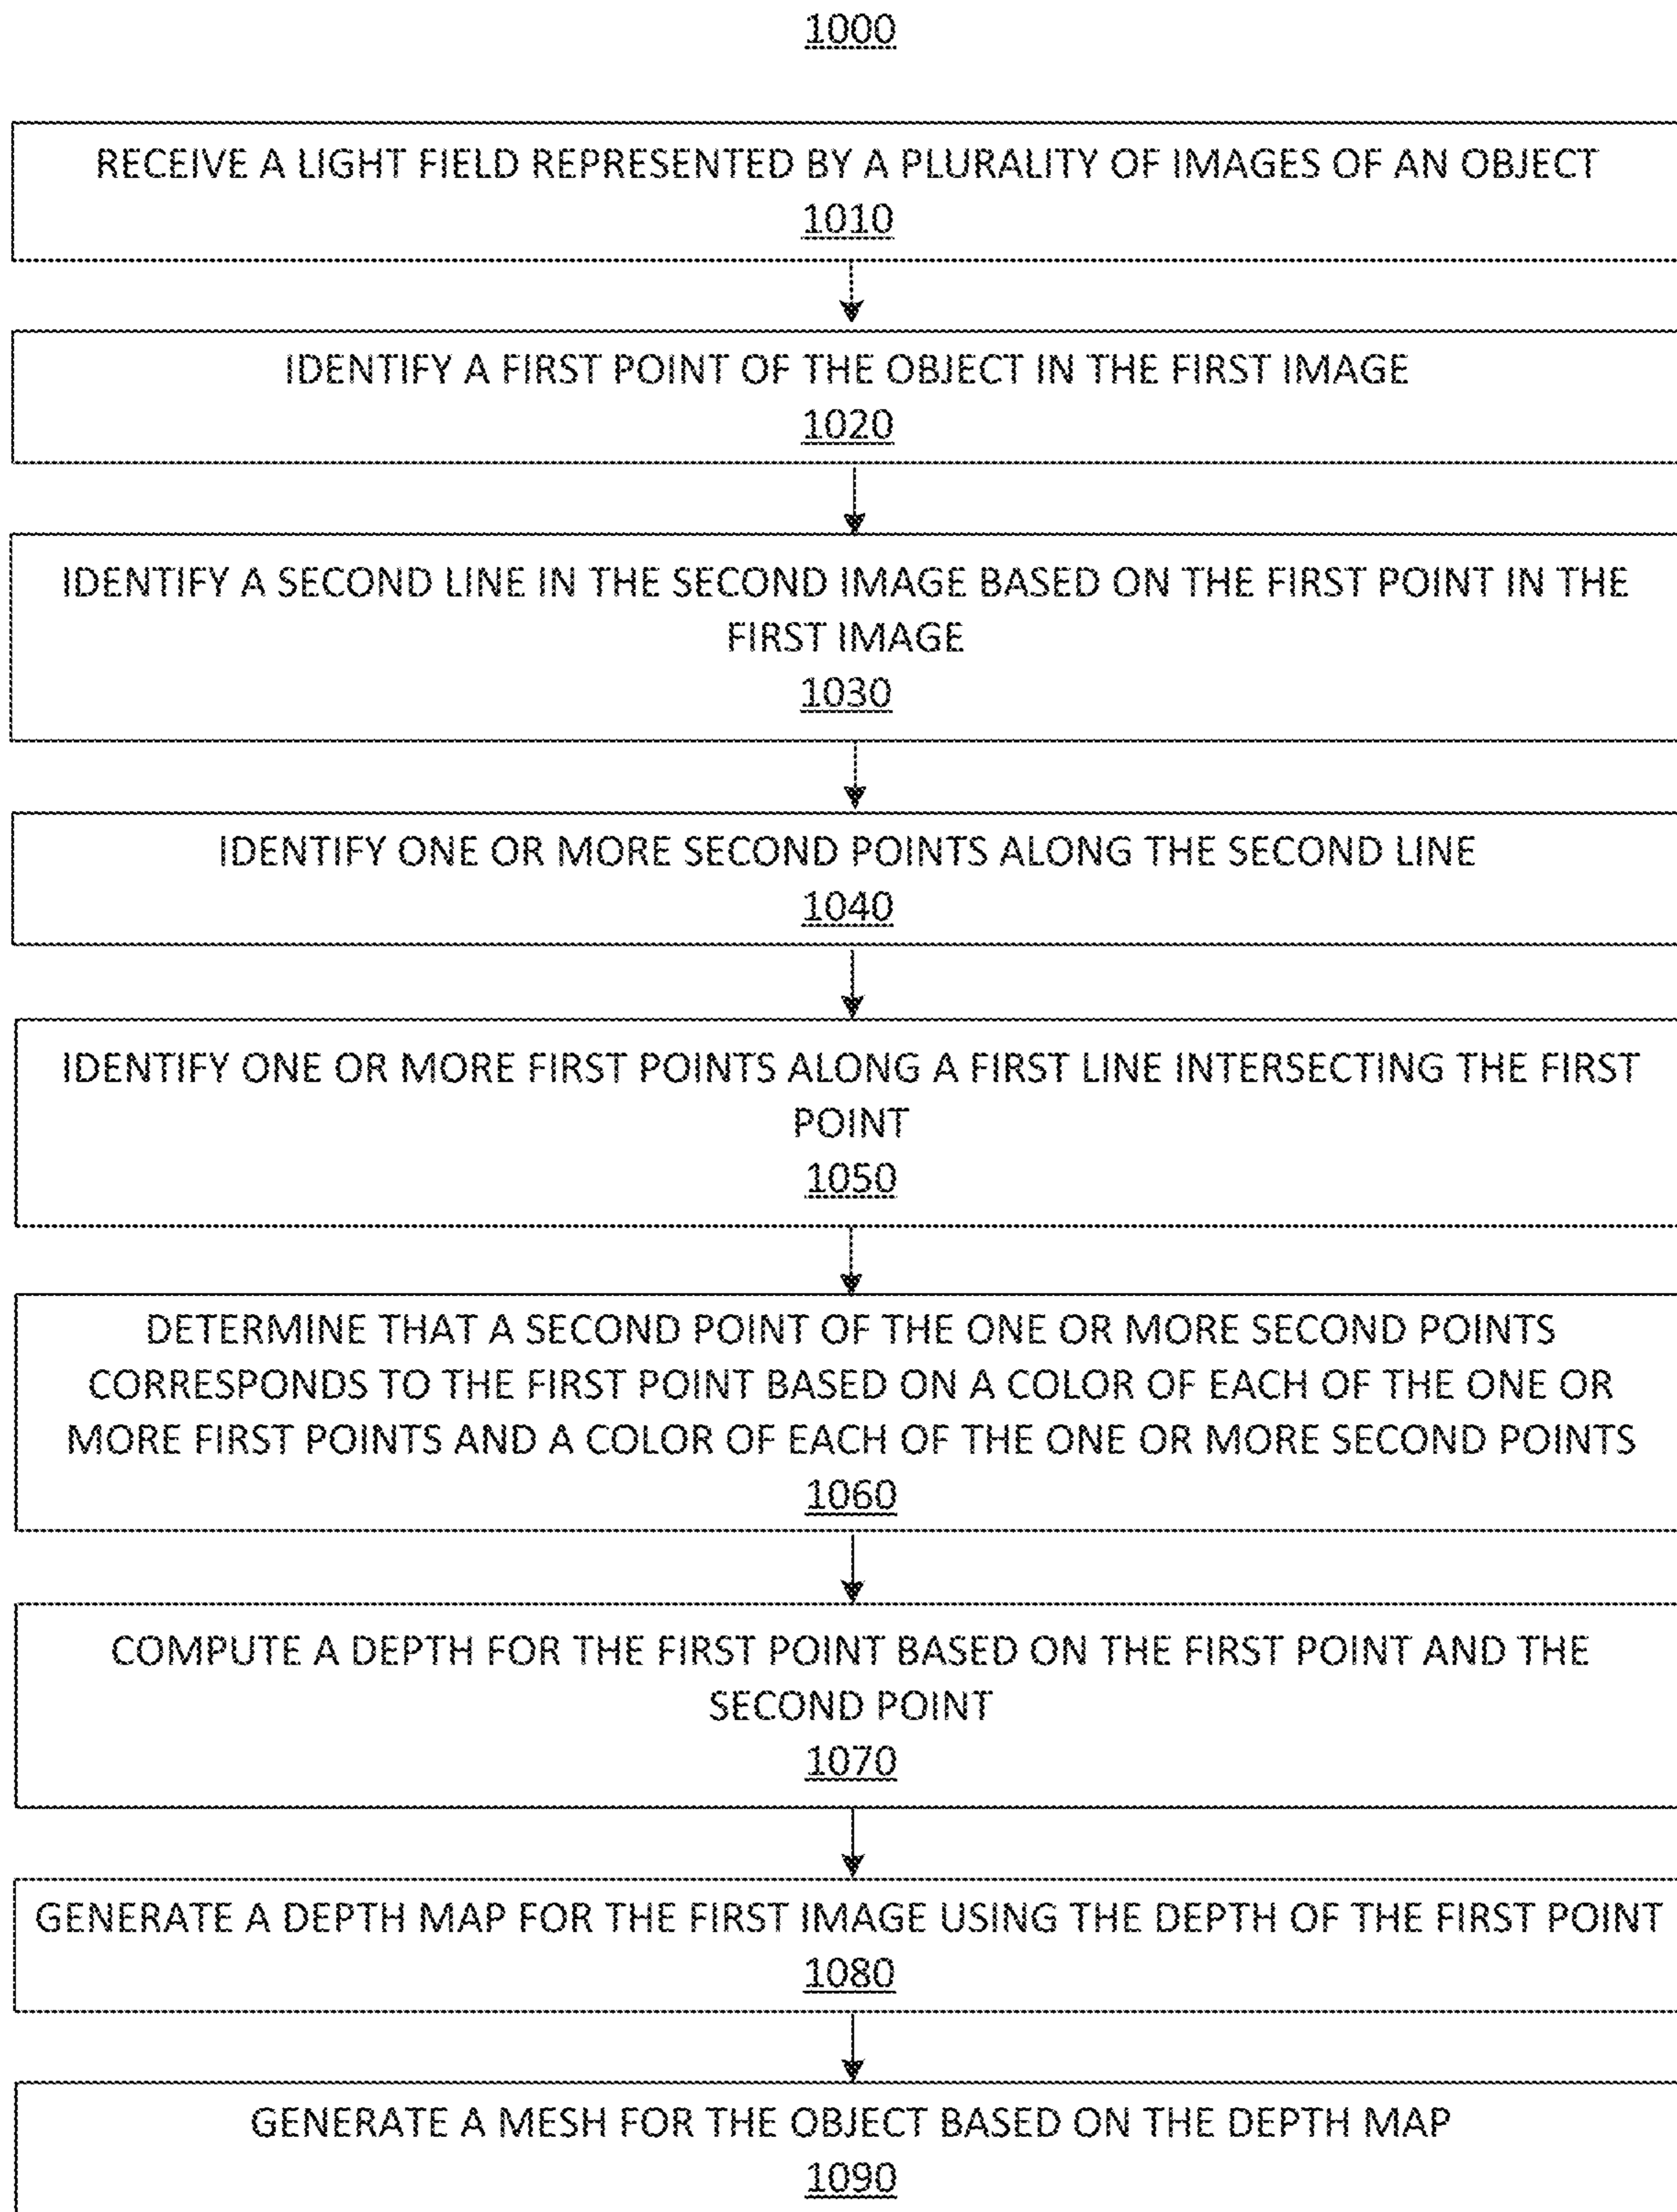 1000
RECEIVE A LIGHT FIELD REPRESENTED BY A PLURALITY OF IMAGES OF AN OBJECT
1010
IDENTIFY A FIRST POINT OF THE OBJECT IN THE FIRST IMAGE
1020
IDENTIFY A SECOND LINE IN THE SECOND IMAGE BASED ON THE FIRST POINT IN THE
FIRST IMAGE
1030
IDENTIFY ONE OR MORE SECOND POINTS ALONG THE SECOND LINE
1040
IDENTIFY ONE OR MORE FIRST POINTS ALONG A FIRST LINE INTERSECTING THE FIRST
POINT
1050
DETERMINE THAT A SECOND POINT OF THE ONE OR MORE SECOND POINTS
CORRESPONDS TO THE FIRST POINT BASED ON A COLOR OF EACH OF THE ONE OR
MORE FIRST POINTS AND A COLOR OF EACH OF THE ONE OR MORE SECOND POINTS
1060
COMPUTE A DEPTH FOR THE FIRST POINT BASED ON THE FIRST POINT AND THE
SECOND POINT
1070
GENERATE A DEPTH MAP FOR THE FIRST IMAGE USING THE DEPTH OF THE FIRST POINT
1080
GENERATE A MESH FOR THE OBJECT BASED ON THE DEPTH MAP
1090